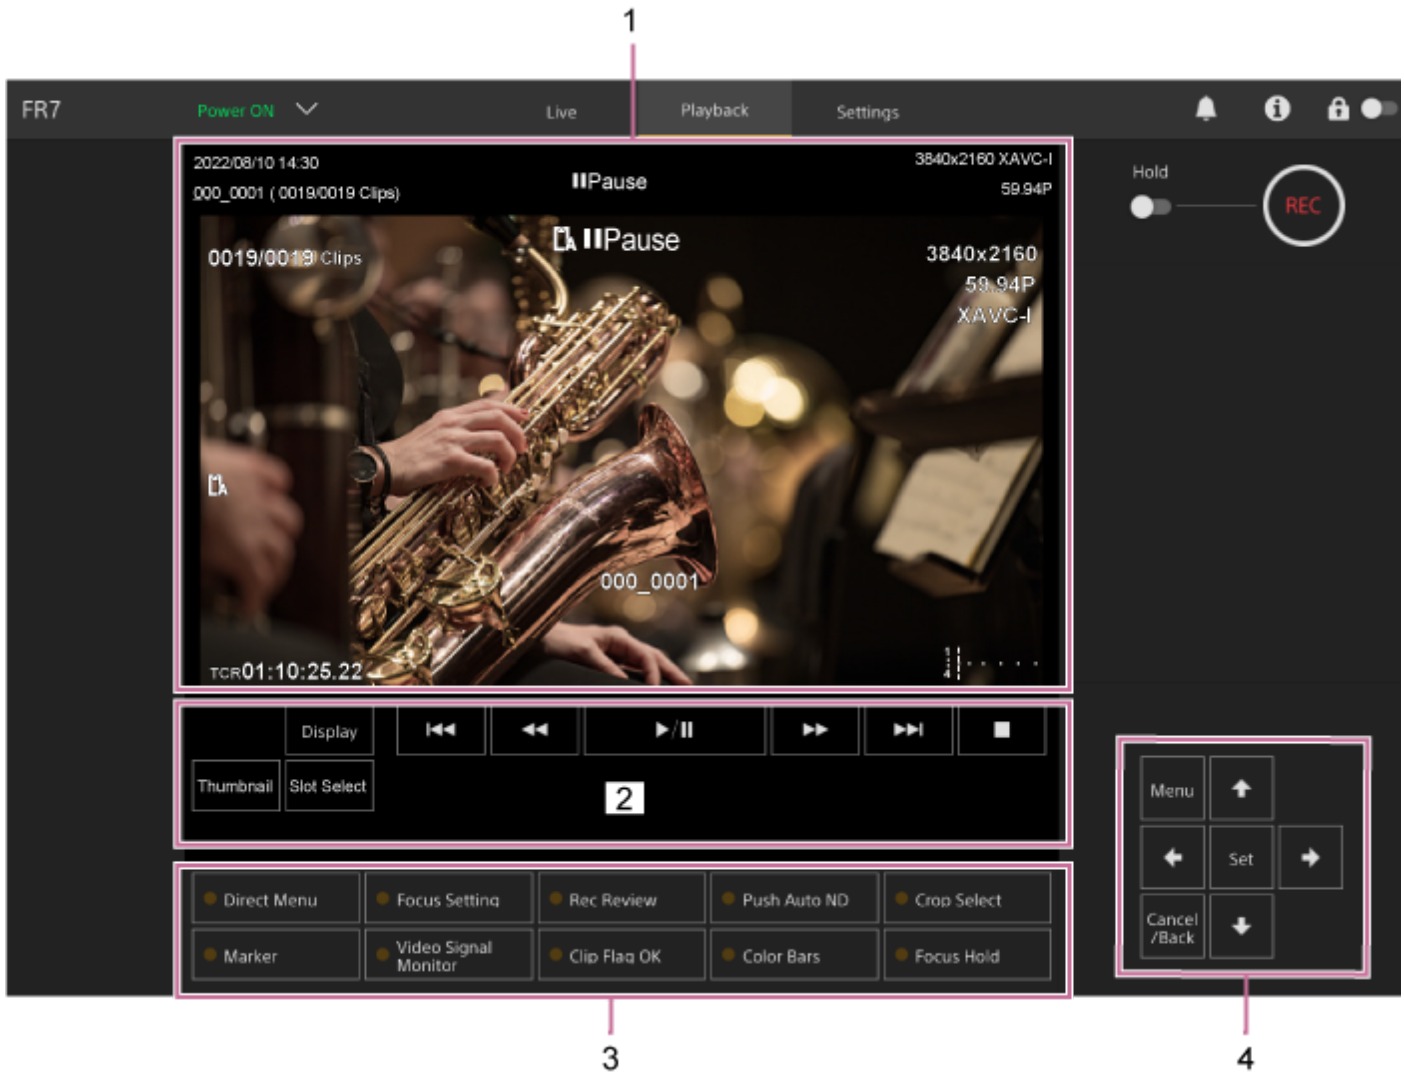 1
FR7
Power ON
Live
Playback
Settings
2022/08/10 14:30
000_0001 ( 0019/0019 Clips)
Pause
3840x2160 XAVC-I
59.94P
Hold
REC
0019/0019 Clips
A
Pause
3840x2160
59.94P
XAVC-I
A
000_0001
TCR01:10:25.22
1
4
Display
Thumbnail
Slot Select
2
Menu
Set
Cancel
/Back
Direct Menu
Focus Setting
Rec Review
Push Auto ND
Crop Select
Marker
Video Signal
Monitor
Clip Flag OK
Color Bars
Focus Hold
3
4